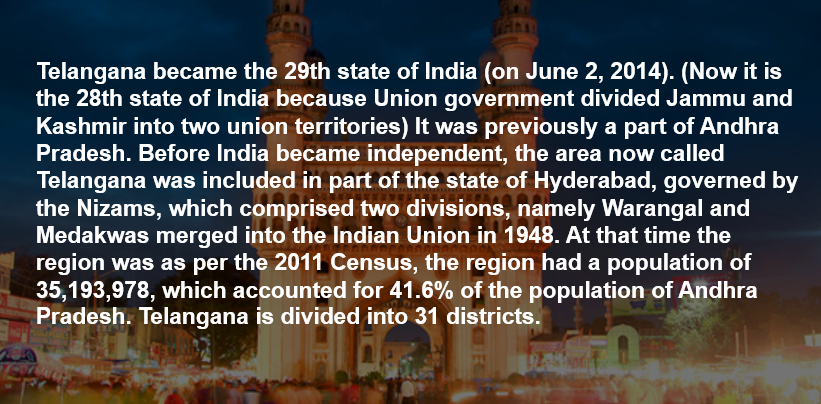 Telangana became the 29th state of India (on June 2, 2014). (Now it is
the 28th state of India because Union government divided Jammu and
Kashmir into two union territories) It was previously a part of Andhra
Pradesh. Before India became independent, the area now called
Telangana was included in part of the state of Hyderabad, governed by
the Nizams, which comprised two divisions, namely Warangal and
Medakwas merged into the Indian Union in 1948. At that time the
region was as per the 2011 Census, the region had a population of
35,193,978, which accounted for 41.6% of the population of Andhra
Pradesh. Telangana is divided into 31 districts.